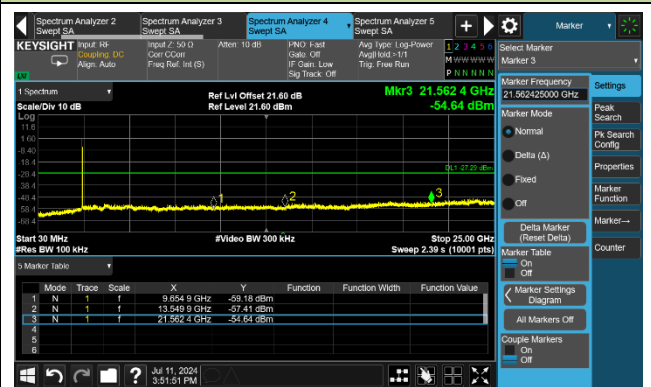 Spectrum Analyzer 2
Swept SA
Spectrum Analyzer 3
Swept SA
Spectrum Analyzer 4
Swept SA
Spectrum Analyzer 5
Swept SA
+
Marker
KEYSIGHT
Input: RF
Coupling: DC
Align: Auto
Input Z: 50 Ω
Corr CCorr
Freq Ref: Int (S)
Atten: 10 dB
PNO: Fast
Gate: Off
IF Gain: Low
Sig Track: Off
Avg Type: Log-Power
Avg|Hold:>1/1
Trig: Free Run
1 2 3 4 5 6
M W W W W W
P N N N N N
LXI
Select Marker
Marker 3
1 Spectrum
Scale/Div 10 dB
Log
Ref Lvl Offset 21.60 dB
Ref Level 21.60 dBm
Mkr3 21.562 4 GHz
-54.64 dBm
11.6
1.60
-8.40
-18.4
-28.4
-38.4
-48.4
-58.4
-68.4
DL1 -27.29 dBm
1
2
3
Start 30 MHz
#Res BW 100 kHz
#Video BW 300 kHz
Stop 25.00 GHz
Sweep 2.39 s (10001 pts)
5 Marker Table
Mode Trace Scale X Y Function Function Width Function Value
1 N 1 f 9.654 9 GHz -59.18 dBm
2 N 1 f 13.549 9 GHz -57.41 dBm
3 N 1 f 21.562 4 GHz -54.64 dBm
4
5
6
Marker Frequency
21.562425000 GHz
Marker Mode
Normal
Delta (Δ)
Fixed
Off
Delta Marker
(Reset Delta)
Marker Table
On
Off
Marker Settings
Diagram
All Markers Off
Couple Markers
On
Off
Settings
Peak
Search
Pk Search
Config
Properties
Marker
Function
Marker→
Counter
?
Jul 11, 2024
3:51:51 PM